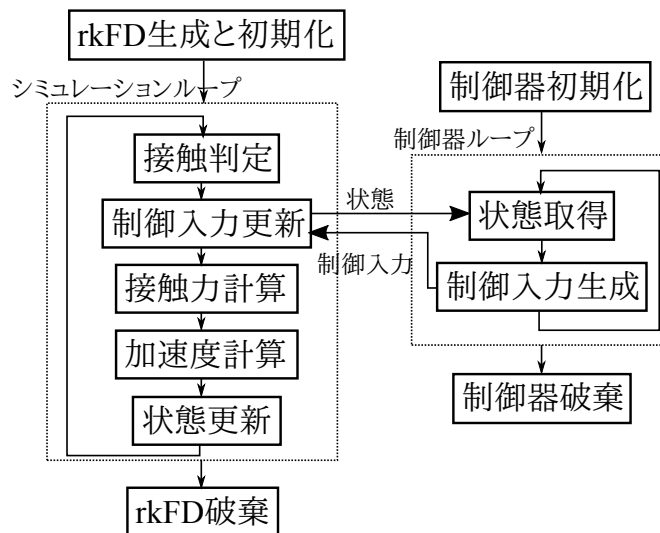 rkFD生成と初期化
シミュレーションループ
接触判定
制御入力更新
接触力計算
加速度計算
状態更新
rkFD破棄
状態
制御入力
制御器初期化
制御器ループ
状態取得
制御入力生成
制御器破棄